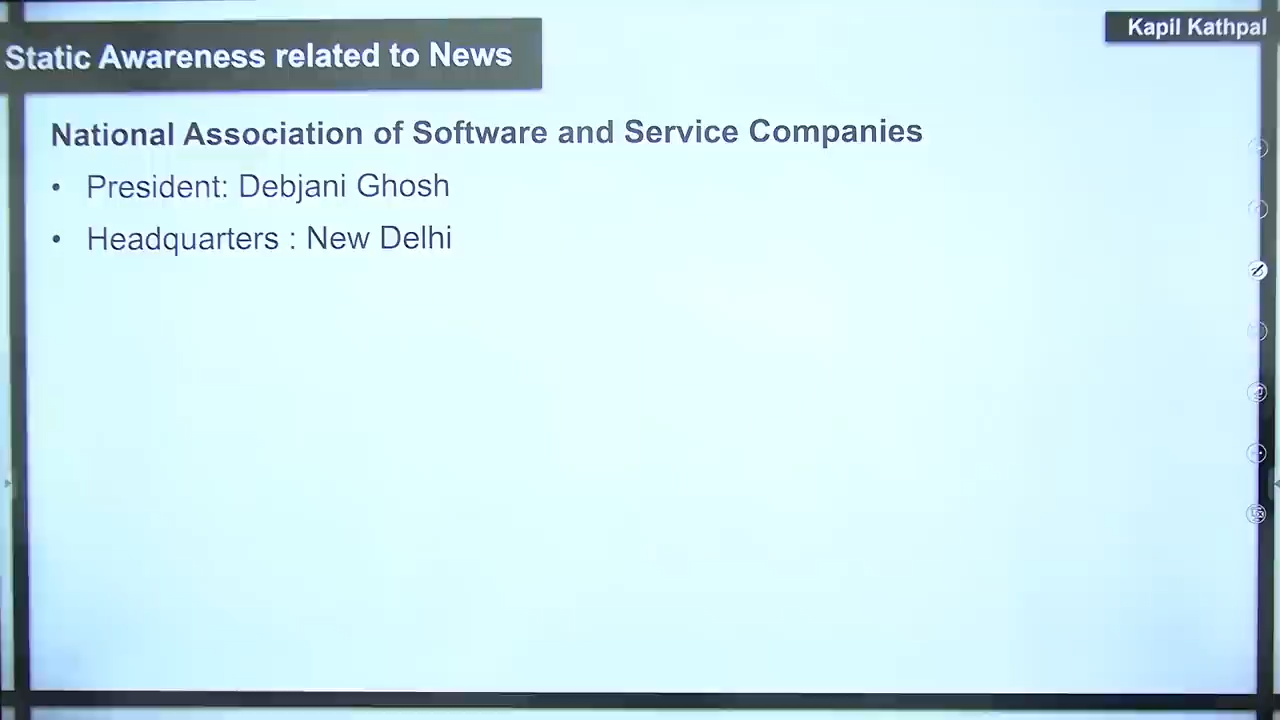 Kapil Kathpal
Static Awareness related to News
National Association of Software and Service Companies
• President: Debjani Ghosh
• Headquarters : New Delhi